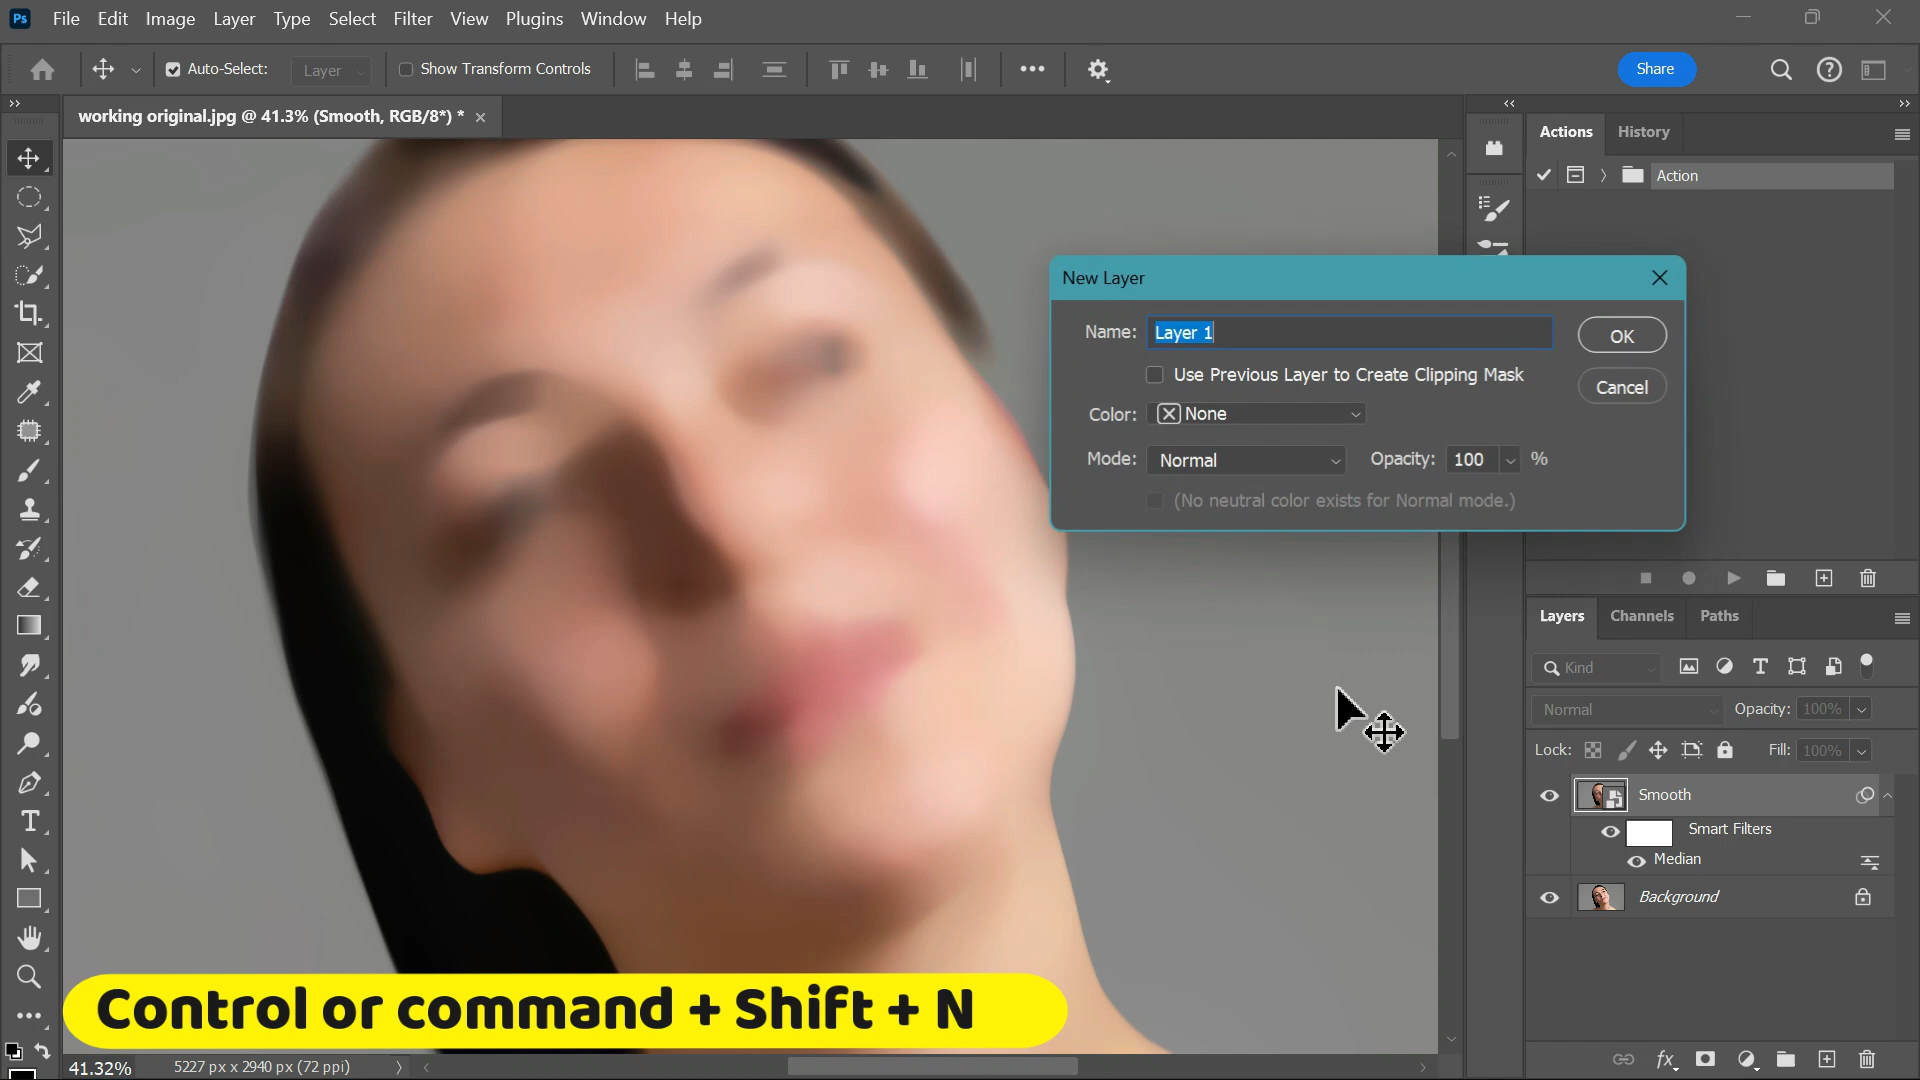 Ps File Edit Image Layer Type Select Filter View Plugins Window Help
Auto-Select: Layer Show Transform Controls Share
working original.jpg @ 41.3% (Smooth, RGB/8*) *
Actions History
Action
New Layer
Name: Layer 1
OK
Use Previous Layer to Create Clipping Mask
Cancel
Color: None
Mode: Normal Opacity: 100 %
(No neutral color exists for Normal mode.)
Layers Channels Paths
Kind
Normal Opacity: 100%
Lock: Fill: 100%
Smooth
Smart Filters
Median
Background
Control or command + Shift + N
41.32% 5227 px x 2940 px (72 ppi)